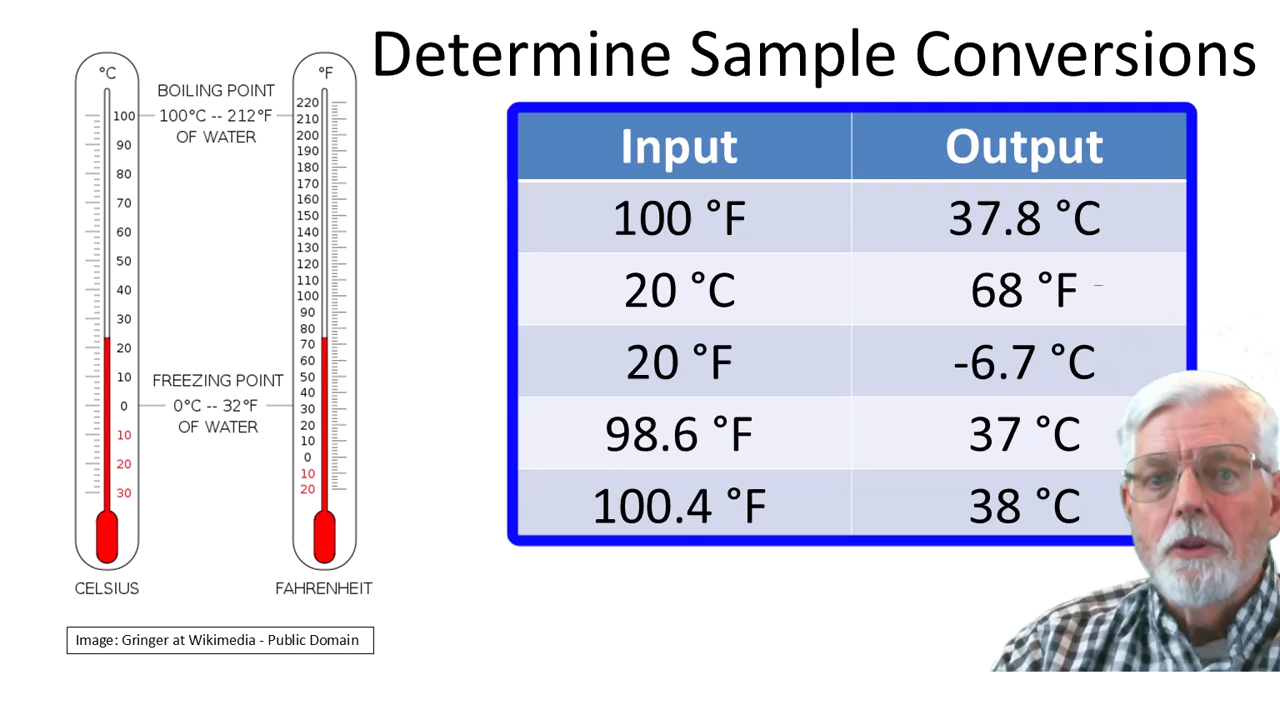 Determine Sample Conversions
°C
°F
BOILING POINT
100°C -- 212°F
OF WATER
100
90
80
70
60
50
40
30
20
10
0
10
20
30
220
210
200
190
180
170
160
150
140
130
120
110
100
90
80
70
60
50
40
30
20
10
0
10
20
FREEZING POINT
0°C -- 32°F
OF WATER
CELSIUS
FAHRENHEIT
Image: Gringer at Wikimedia - Public Domain
Input Output
100 °F 37.8 °C
20 °C 68 °F
20 °F -6.7 °C
98.6 °F 37 °C
100.4 °F 38 °C